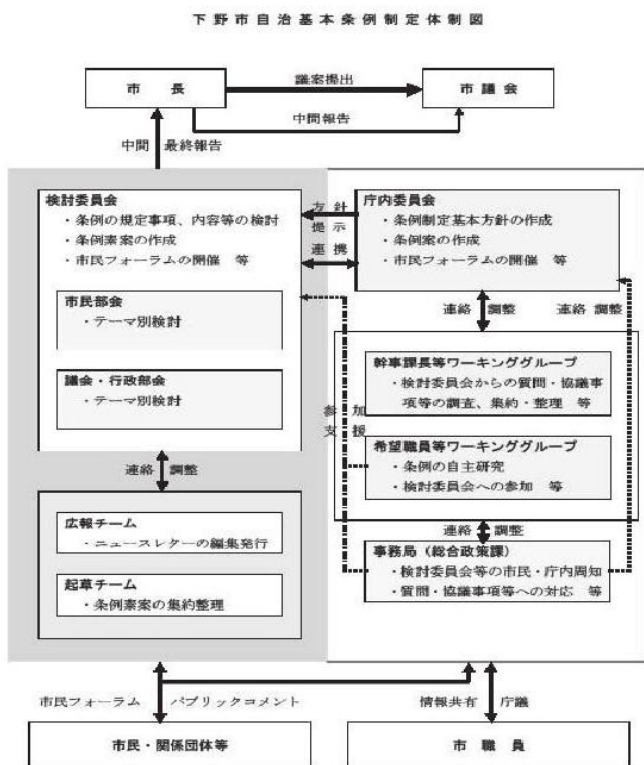 下野市自治基本条例制定体制図
市　長
議案提出
市議会
中間報告
中間　最終報告
検討委員会
・条例の規定事項、内容等の検討
・条例素案の作成
・市民フォーラムの開催　等
市民部会
・テーマ別検討
議会・行政部会
・テーマ別検討
方針
提示
連携
庁内委員会
・条例制定基本方針の作成
・条例案の作成
・市民フォーラムの開催　等
連絡　調整
連絡　調整
幹事課長等ワーキンググループ
・検討委員会からの質問・協議事
項等の調査、集約・整理　等
参加
支援
希望職員等ワーキンググループ
・条例の自主研究
・検討委員会への参加　等
連絡　調整
連絡　調整
広報チーム
・ニュースレターの編集発行
起草チーム
・条例素案の集約整理
事務局（総合政策課）
・検討委員会等の市民・庁内周知
・質問・協議事項等への対応　等
市民フォーラム　パブリックコメント
情報共有　庁議
市民・関係団体等
市　職　員